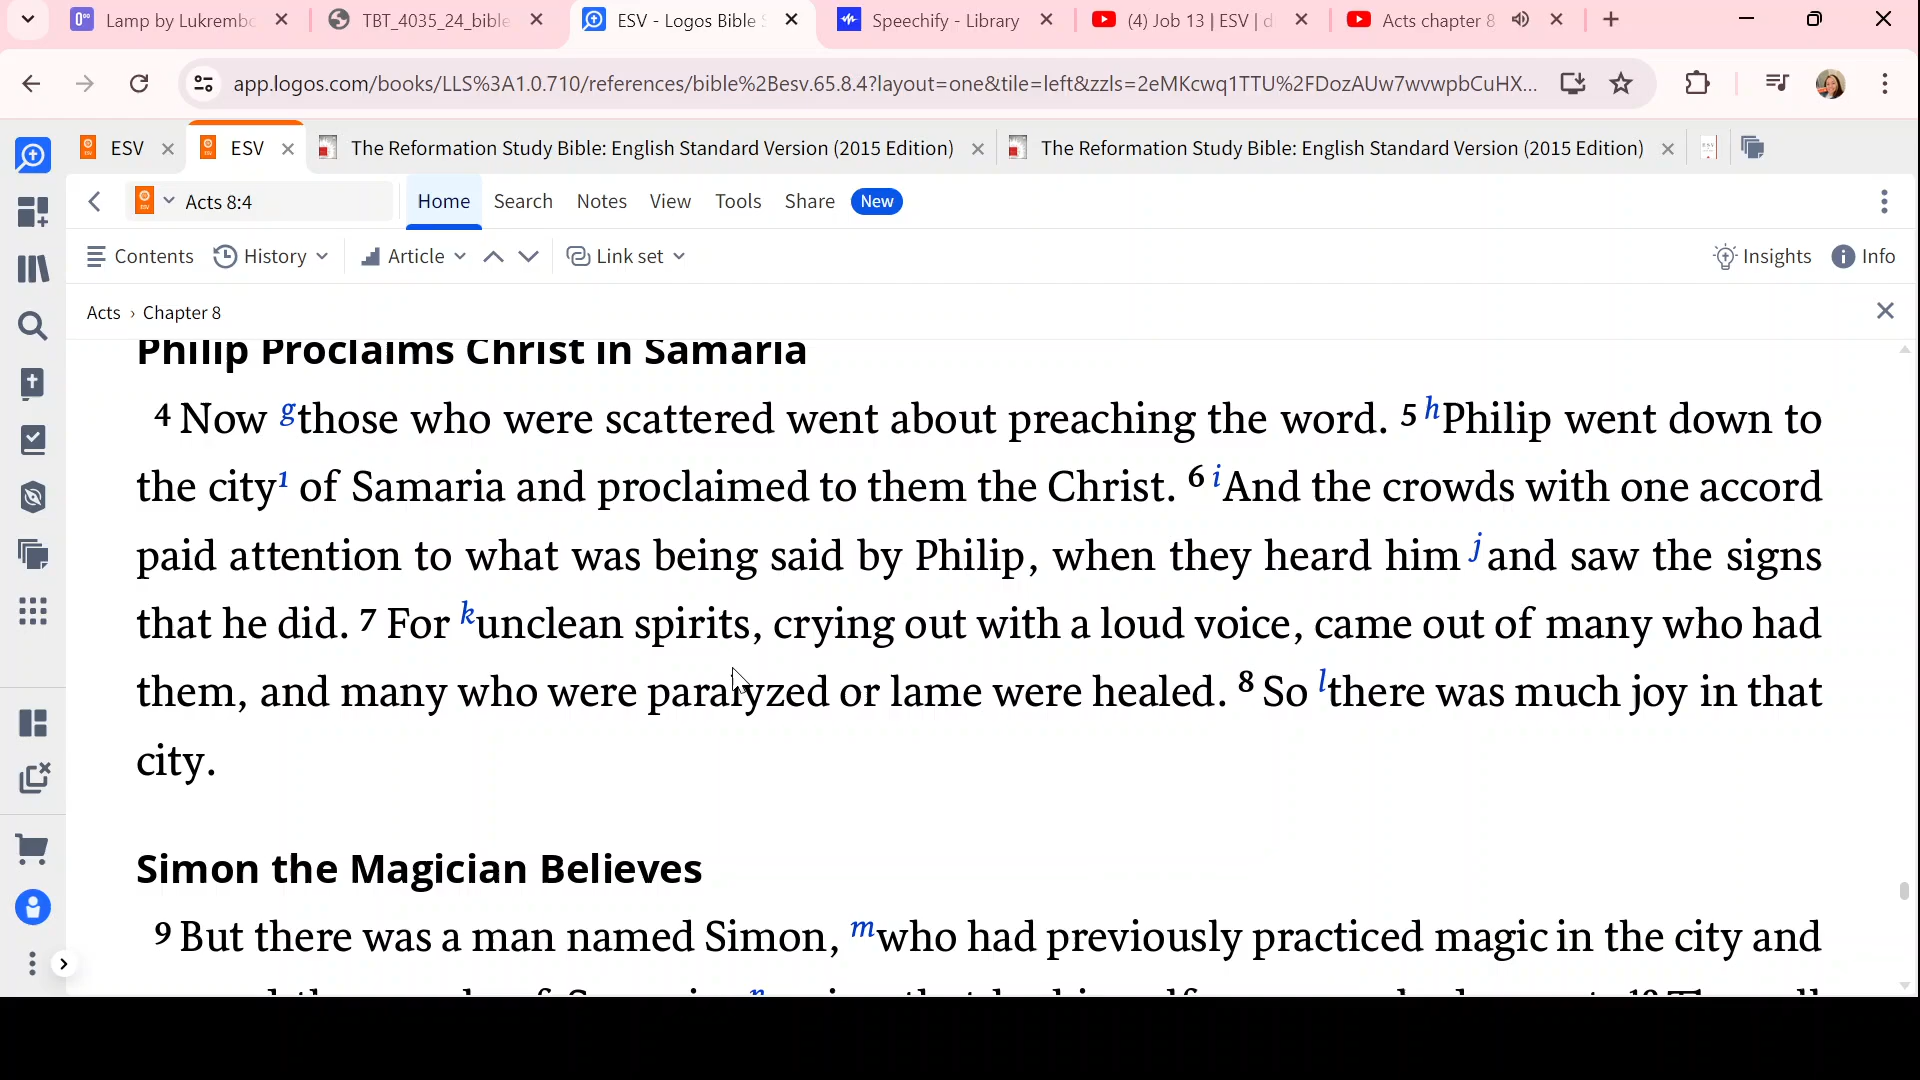 Lamp by Lukrembo
TBT_4035_24_bible
ESV - Logos Bible S
Speechify - Library
(4) Job 13 | ESV | d
Acts chapter 8
app.logos.com/books/LLS%3A1.0.710/references/bible%2Besv.65.8.4?layout=one&tile=left&zzls=2eMKcwq1TTU%2FDozAUw7wvwpbCuHX...
ESV
ESV
The Reformation Study Bible: English Standard Version (2015 Edition)
The Reformation Study Bible: English Standard Version (2015 Edition)
Acts 8:4
Home Search Notes View Tools Share New
Contents History Article Link set Insights Info
Acts › Chapter 8
Philip Proclaims Christ in Samaria
4 Now g those who were scattered went about preaching the word. 5 h Philip went down to
the city1 of Samaria and proclaimed to them the Christ. 6 i And the crowds with one accord
paid attention to what was being said by Philip, when they heard him j and saw the signs
that he did. 7 For k unclean spirits, crying out with a loud voice, came out of many who had
them, and many who were paralyzed or lame were healed. 8 So l there was much joy in that
city.
Simon the Magician Believes
9 But there was a man named Simon, m who had previously practiced magic in the city and